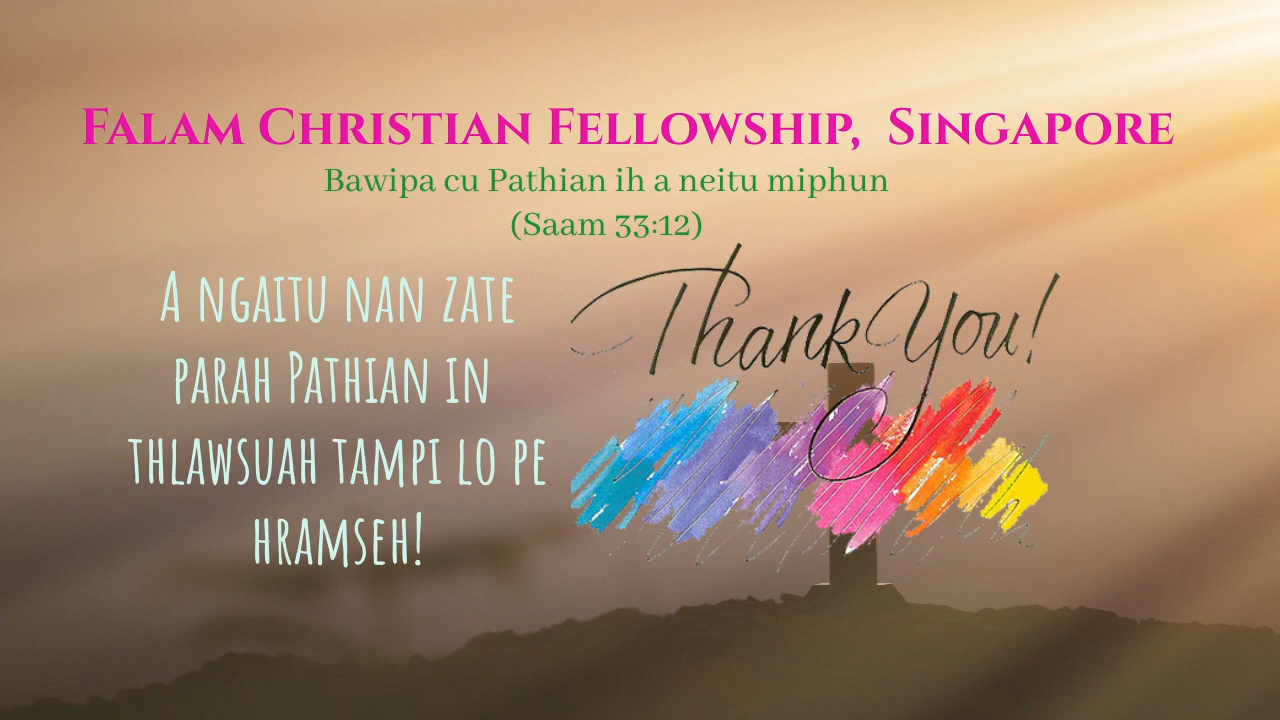 Falam Christian Fellowship, Singapore
Bawipa cu Pathian ih a neitu miphun
(Saam 33:12)
A ngaitu nan zate
parah Pathian in
thlawsuah tampi lo pe
hramseh!
Thank You!